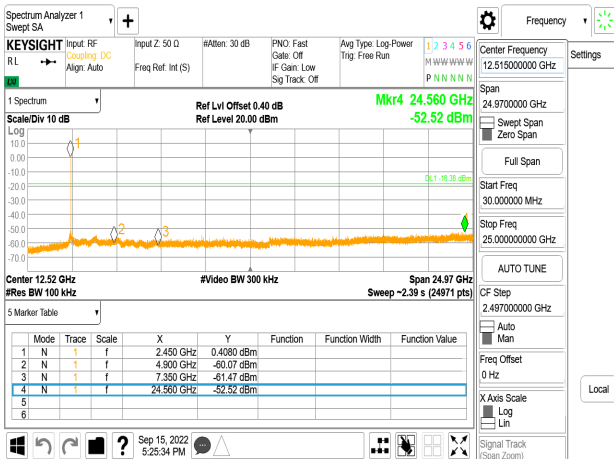 Spectrum Analyzer 1
Swept SA
Frequency
Settings
KEYSIGHT
RL
LXI
Input: RF
Coupling: DC
Align: Auto
Input Z: 50 Ω
Freq Ref: Int (S)
#Atten: 30 dB
PNO: Fast
Gate: Off
IF Gain: Low
Sig Track: Off
Avg Type: Log-Power
Trig: Free Run
1 2 3 4 5 6
M W W W W W
P N N N N N
1 Spectrum
Scale/Div 10 dB
Ref Lvl Offset 0.40 dB
Ref Level 20.00 dBm
Mkr4 24.560 GHz
-52.52 dBm
Log
10.0
0.00
-10.0
-20.0
-30.0
-40.0
-50.0
-60.0
-70.0
1
2
3
DL1 -18.38 dBm
Center 12.52 GHz
#Res BW 100 kHz
#Video BW 300 kHz
Span 24.97 GHz
Sweep ~2.39 s (24971 pts)
5 Marker Table
Mode Trace Scale X Y Function Function Width Function Value
1 N 1 f 2.450 GHz 0.4080 dBm
2 N 1 f 4.900 GHz -60.07 dBm
3 N 1 f 7.350 GHz -61.47 dBm
4 N 1 f 24.560 GHz -52.52 dBm
5
6
Sep 15, 2022
5:25:34 PM
Center Frequency
12.515000000 GHz
Span
24.9700000 GHz
Swept Span
Zero Span
Full Span
Start Freq
30.000000 MHz
Stop Freq
25.000000000 GHz
AUTO TUNE
CF Step
2.497000000 GHz
Auto
Man
Freq Offset
0 Hz
X Axis Scale
Log
Lin
Signal Track
(Span Zoom)
Local